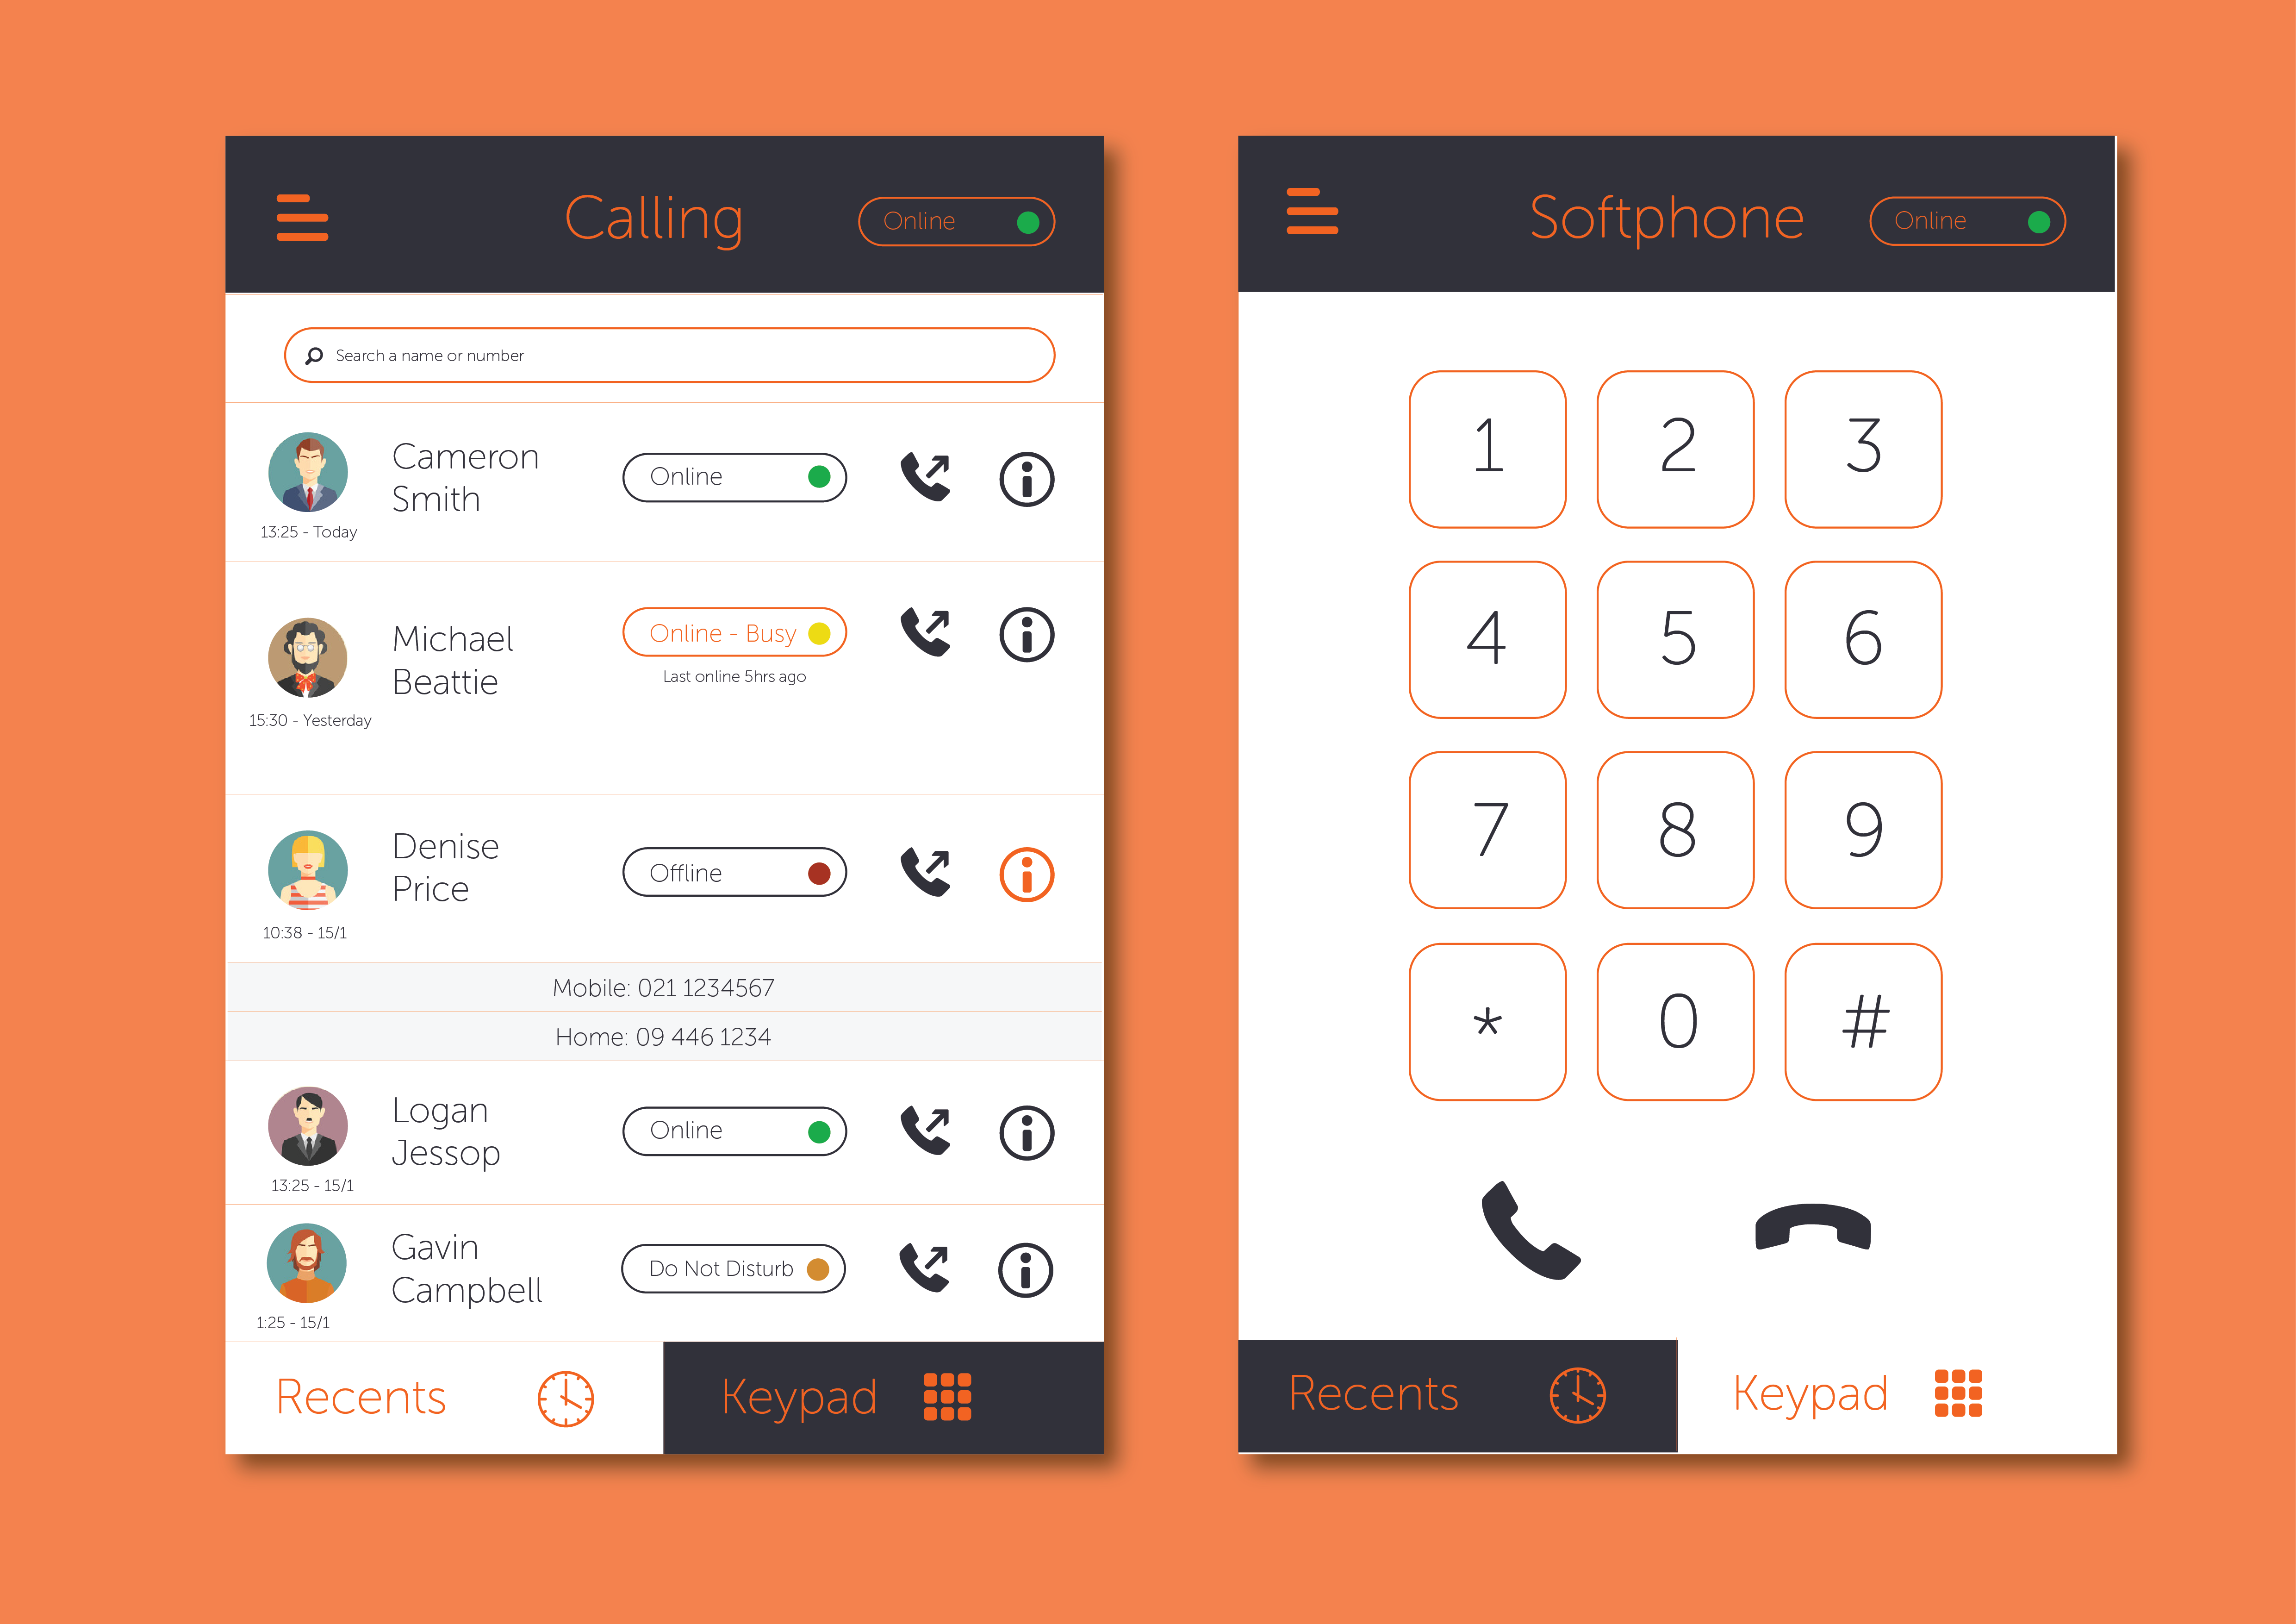 Calling
Online
Search a name or number
Cameron
Smith
Online
13:25 - Today
Michael
Beattie
Online - Busy
Last online 5hrs ago
15:30 - Yesterday
Denise
Price
Offline
10:38 - 15/1
Mobile: 021 1234567
Home: 09 446 1234
Logan
Jessop
Online
13:25 - 15/1
Gavin
Campbell
Do Not Disturb
1:25 - 15/1
Recents
Keypad
Softphone
Online
1 2 3
4 5 6
7 8 9
* 0 #
Recents
Keypad